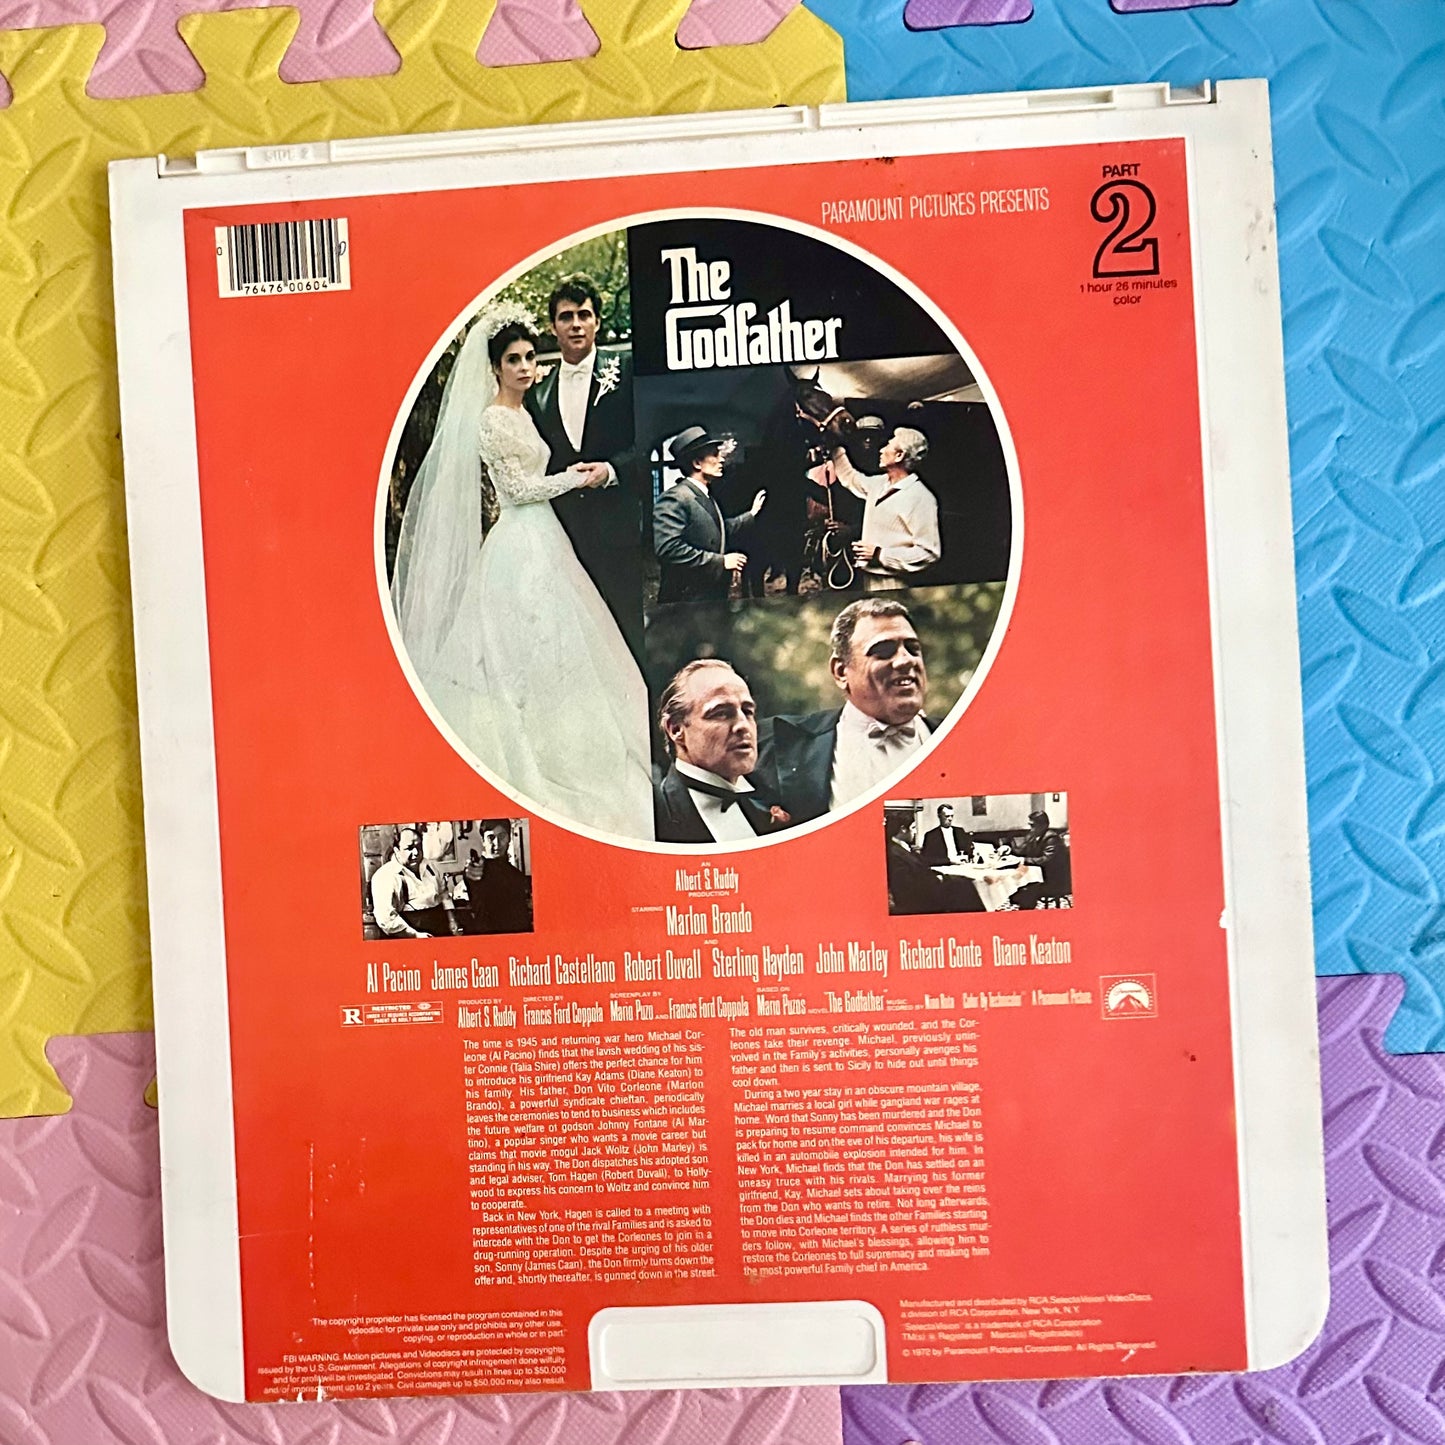 PARAMOUNT PICTURES PRESENTS
PART
2
1 hour 26 minutes
color
0
76476 00604
The
Godfather
AN
Albert S. Ruddy
PRODUCTION
STARRING Marlon Brando
AND
Al Pacino James Caan Richard Castellano Robert Duvall Sterling Hayden John Marley Richard Conte Diane Keaton
R RESTRICTED
UNDER 17 REQUIRES ACCOMPANYING
PARENT OR ADULT GUARDIAN
PRODUCED BY Albert S. Ruddy DIRECTED BY Francis Ford Coppola SCREENPLAY BY Mario Puzo AND Francis Ford Coppola BASED ON Mario Puzo's NOVEL "The Godfather" MUSIC SCORED BY Nino Rota Color By Technicolor A Paramount Picture
Paramount
The time is 1945 and returning war hero Michael Cor-
leone (Al Pacino) finds that the lavish wedding of his sis-
ter Connie (Talia Shire) offers the perfect chance for him
to introduce his girlfriend Kay Adams (Diane Keaton) to
his family. His father, Don Vito Corleone (Marlon
Brando), a powerful syndicate chieftan, periodically
leaves the ceremonies to tend to business which includes
the future welfare of godson Johnny Fontane (Al Mar-
tino), a popular singer who wants a movie career but
claims that movie mogul Jack Woltz (John Marley) is
standing in his way. The Don dispatches his adopted son
and legal adviser, Tom Hagen (Robert Duvall), to Holly-
wood to express his concern to Woltz and convince him
to cooperate.
Back in New York, Hagen is called to a meeting with
representatives of one of the rival Families and is asked to
intercede with the Don to get the Corleones to join in a
drug-running operation. Despite the urging of his older
son, Sonny (James Caan), the Don firmly turns down the
offer and, shortly thereafter, is gunned down in the street.
The old man survives, critically wounded, and the Cor-
leones take their revenge. Michael, previously unin-
volved in the Family's activities, personally avenges his
father and then is sent to Sicily to hide out until things
cool down.
During a two year stay in an obscure mountain village,
Michael marries a local girl while gangland war rages at
home. Word that Sonny has been murdered and the Don
is preparing to resume command convinces Michael to
pack for home and on the eve of his departure, his wife is
killed in an automobile explosion intended for him. In
New York, Michael finds that the Don has settled on an
uneasy truce with his rivals. Marrying his former
girlfriend, Kay, Michael sets about taking over the reins
from the Don who wants to retire. Not long afterwards,
the Don dies and Michael finds the other Families starting
to move into Corleone territory. A series of ruthless mur-
ders follow, with Michael's blessings, allowing him to
restore the Corleones to full supremacy and making him
the most powerful Family chief in America.
"The copyright proprietor has licensed the program contained in this
videodisc for private use only and prohibits any other use,
copying, or reproduction in whole or in part."
FBI WARNING: Motion pictures and Videodiscs are protected by copyrights
issued by the U.S. Government. Allegations of copyright infringement done wilfully
and for profit will be investigated. Convictions may result in fines up to $50,000
and/or imprisonment up to 2 years. Civil damages up to $50,000 may also result.
Manufactured and distributed by RCA SelectaVision VideoDiscs,
a division of RCA Corporation, New York, N.Y.
"SelectaVision" is a trademark of RCA Corporation
TM(s) ® Registered Marca(s) Registrada(s)
© 1972 by Paramount Pictures Corporation. All Rights Reserved.